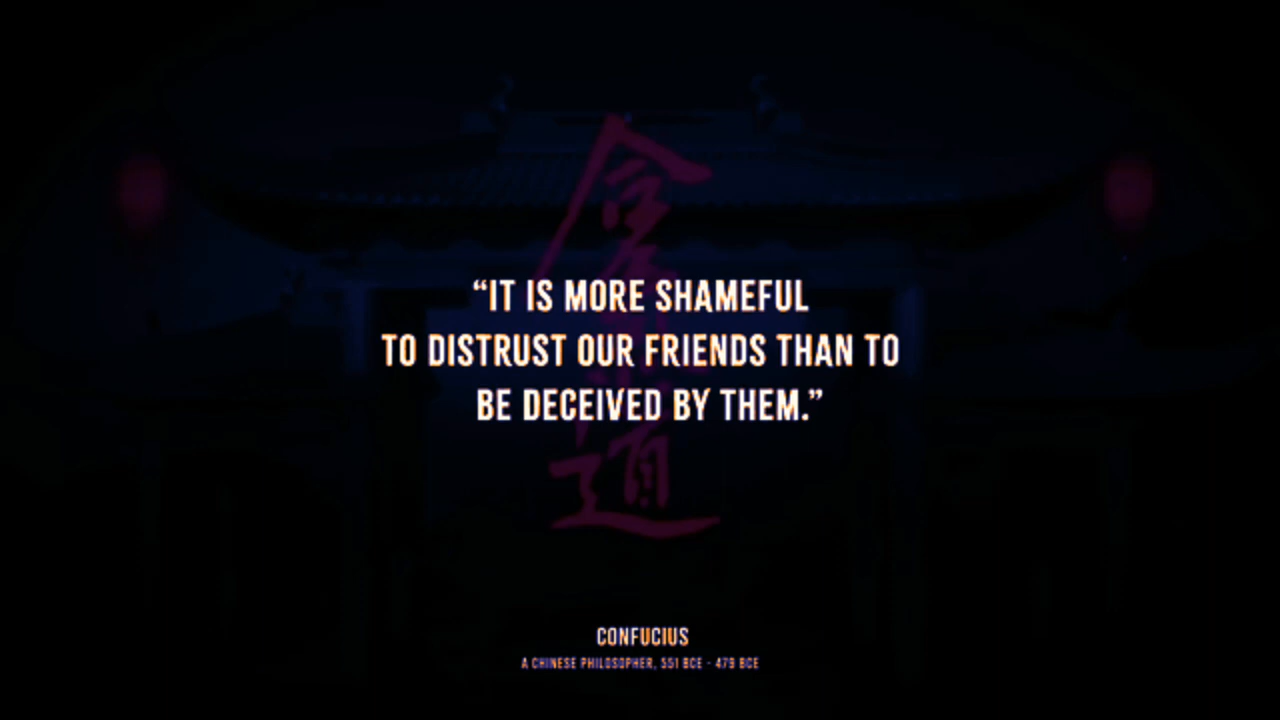 “IT IS MORE SHAMEFUL
TO DISTRUST OUR FRIENDS THAN TO
BE DECEIVED BY THEM.”
道
CONFUCIUS
A CHINESE PHILOSOPHER, 551 BCE - 479 BCE